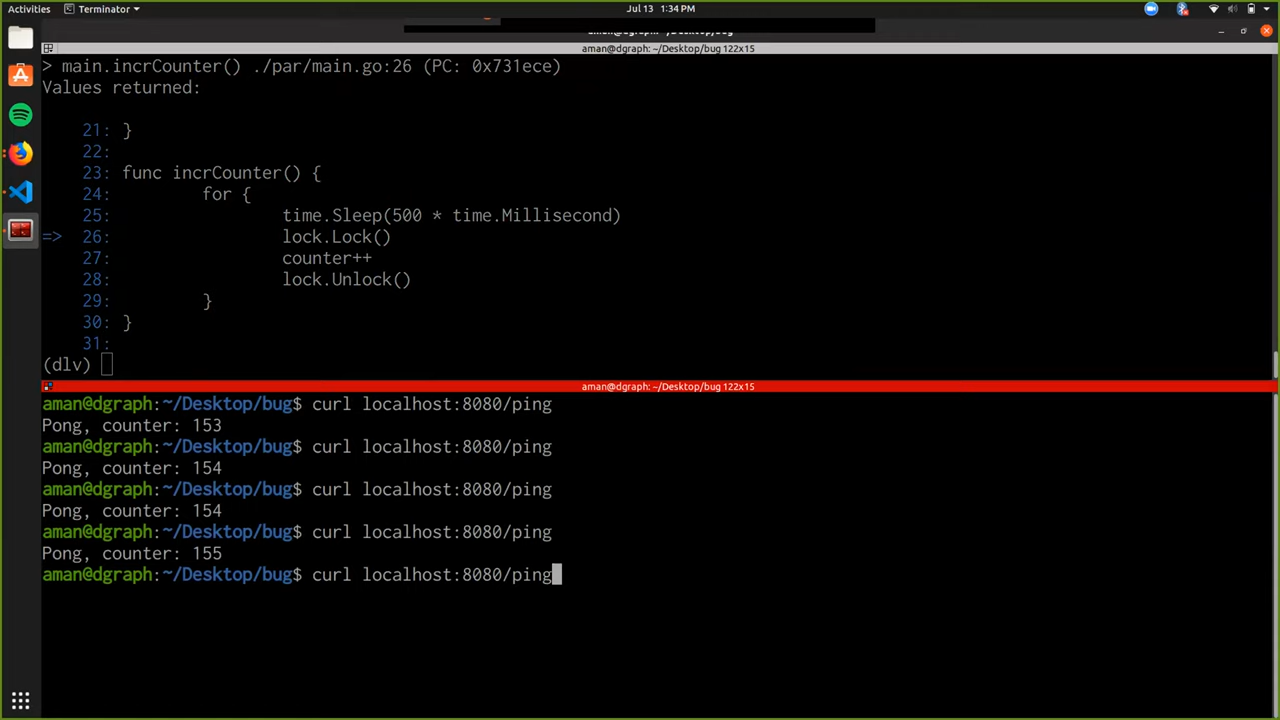 Activities Terminator Jul 13 1:34 PM
aman@dgraph: ~/Desktop/bug 122x15
> main.incrCounter() ./par/main.go:26 (PC: 0x731ece)
Values returned:
21: }
22:
23: func incrCounter() {
24: for {
25: time.Sleep(500 * time.Millisecond)
=> 26: lock.Lock()
27: counter++
28: lock.Unlock()
29: }
30: }
31:
(dlv)
aman@dgraph: ~/Desktop/bug 122x15
aman@dgraph:~/Desktop/bug$ curl localhost:8080/ping
Pong, counter: 153
aman@dgraph:~/Desktop/bug$ curl localhost:8080/ping
Pong, counter: 154
aman@dgraph:~/Desktop/bug$ curl localhost:8080/ping
Pong, counter: 154
aman@dgraph:~/Desktop/bug$ curl localhost:8080/ping
Pong, counter: 155
aman@dgraph:~/Desktop/bug$ curl localhost:8080/ping